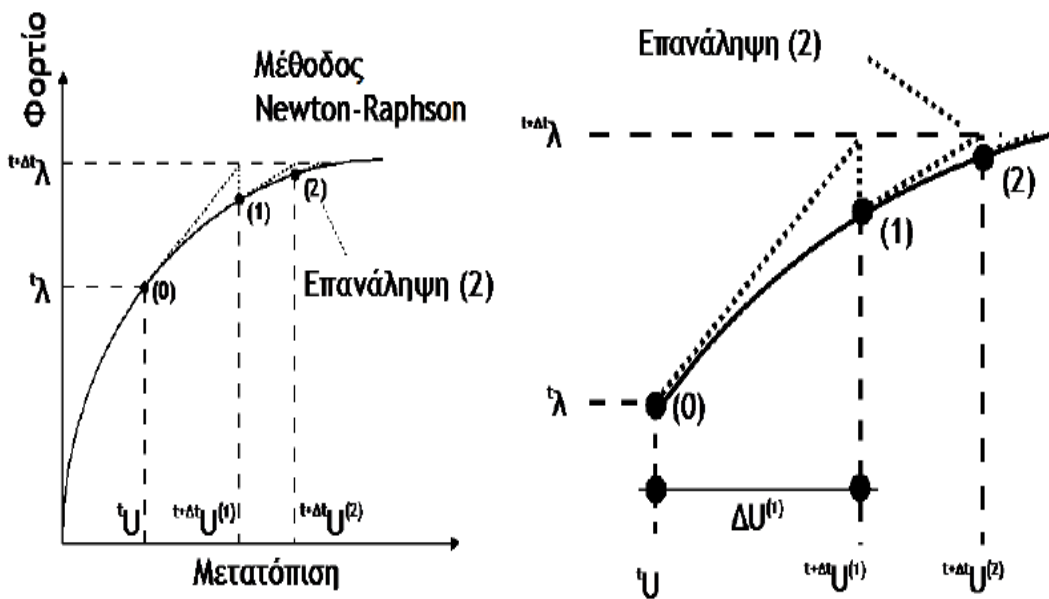 Φορτίο
Μέθοδος
Newton-Raphson
t+Δtλ
(2)
(1)
tλ
(0)
Επανάληψη (2)
tU
t+ΔtU(1)
t+ΔtU(2)
Μετατόπιση
Επανάληψη (2)
t+Δtλ
(2)
(1)
tλ
(0)
ΔU(1)
tU
t+ΔtU(1)
t+ΔtU(2)